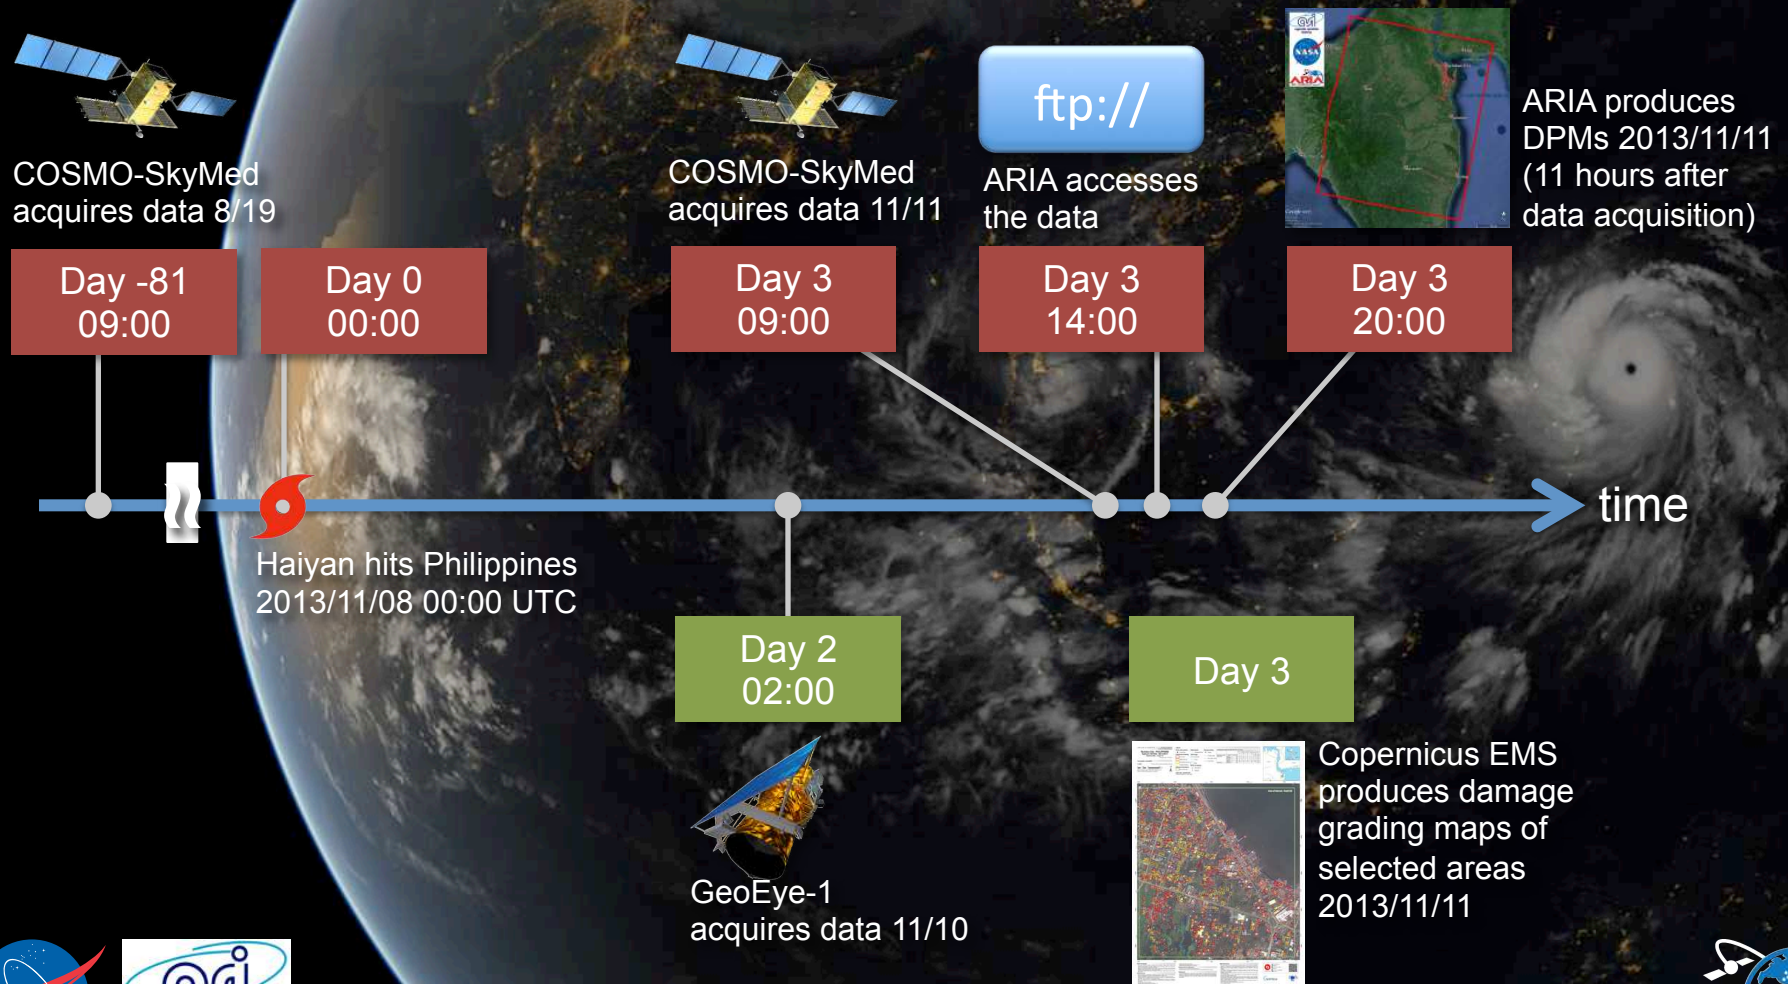 COSMO-SkyMed
acquires data 8/19
Day -81
09:00
Day 0
00:00
COSMO-SkyMed
acquires data 11/11
Day 3
09:00
ftp://
ARIA accesses
the data
Day 3
14:00
asi
NASA
ARIA
ARIA produces
DPMs 2013/11/11
(11 hours after
data acquisition)
Day 3
20:00
time
Haiyan hits Philippines
2013/11/08 00:00 UTC
Day 2
02:00
GeoEye-1
acquires data 11/10
Day 3
Copernicus EMS
produces damage
grading maps of
selected areas
2013/11/11
asi